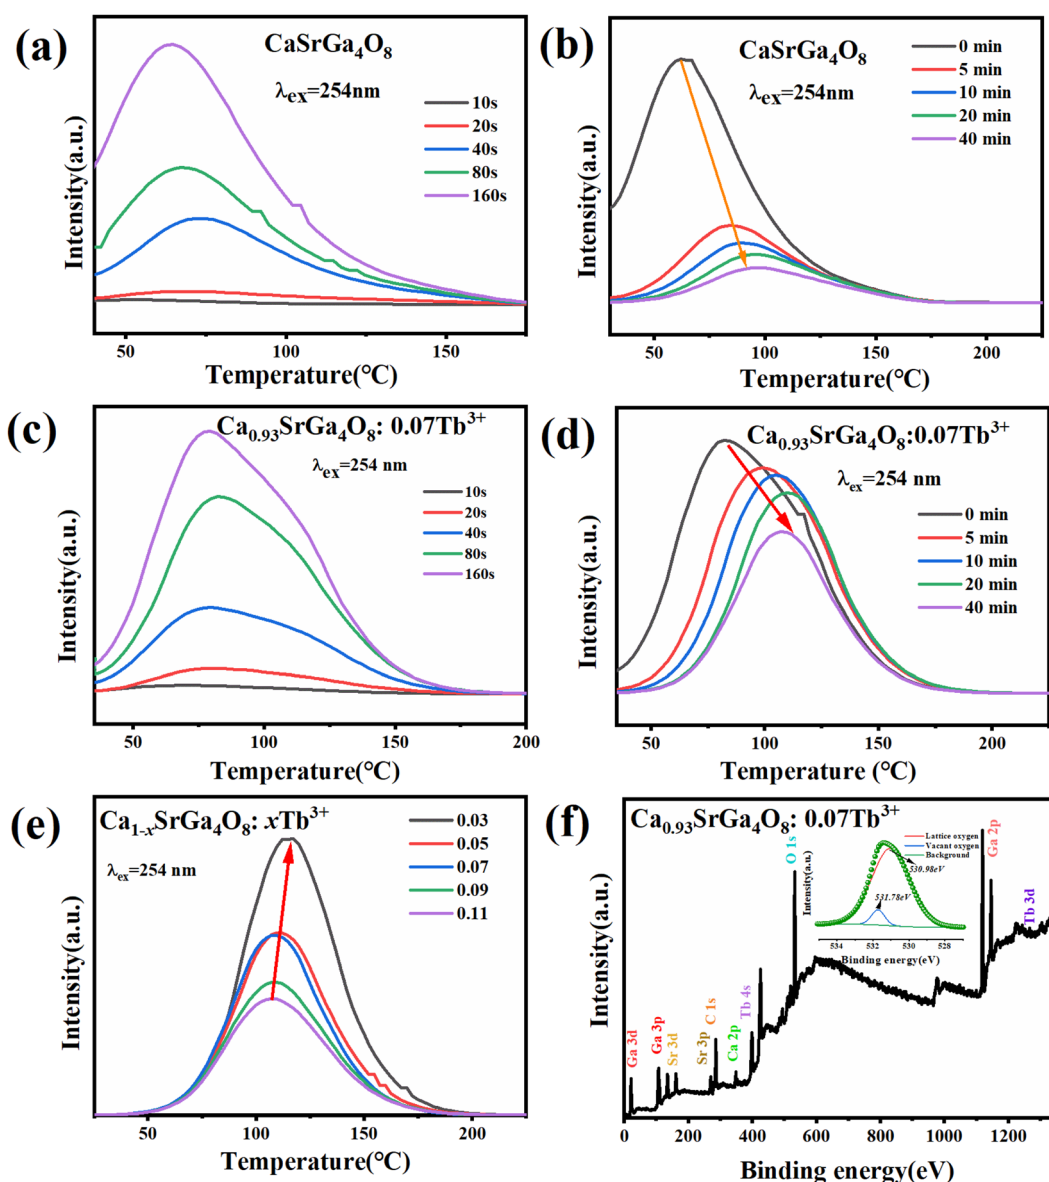 (a)
CaSrGa₄O₈
λex=254nm
10s
20s
40s
80s
160s
Intensity(a.u.)
50
100
150
Temperature(°C)
(b)
CaSrGa₄O₈
λex=254nm
0 min
5 min
10 min
20 min
40 min
Intensity(a.u.)
50
100
150
200
Temperature(°C)
(c)
Ca₀.₉₃SrGa₄O₈: 0.07Tb³⁺
λex=254 nm
10s
20s
40s
80s
160s
Intensity(a.u.)
50
100
150
200
Temperature(°C)
(d)
Ca₀.₉₃SrGa₄O₈:0.07Tb³⁺
λex=254 nm
0 min
5 min
10 min
20 min
40 min
Intensity(a.u.)
50
100
150
200
Temperature (°C)
(e)
Ca₁₋ₓSrGa₄O₈: xTb³⁺
λex=254 nm
0.03
0.05
0.07
0.09
0.11
Intensity(a.u.)
50
100
150
200
Temperature(°C)
(f)
Ca₀.₉₃SrGa₄O₈: 0.07Tb³⁺
Lattice oxygen
Vacant oxygen
Background
530.98eV
531.78eV
Intensity(a.u.)
534
532
530
528
Binding energy(eV)
Ga 3d
Ga 3p
Sr 3d
Sr 3p
C 1s
Ca 2p
Tb 4s
O 1s
Ga 2p
Tb 3d
Intensity(a.u.)
0
200
400
600
800
1000
1200
Binding energy(eV)